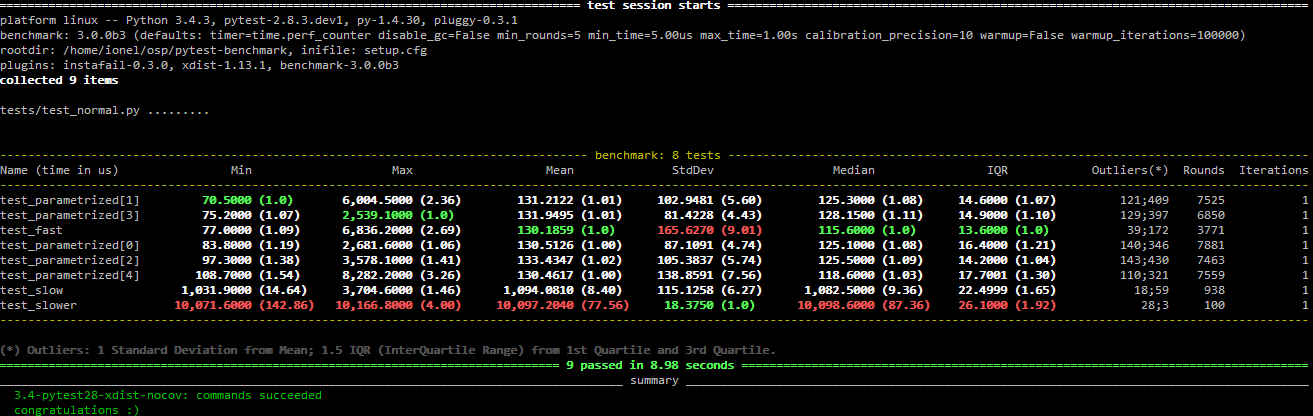 ============ test session starts ============
platform linux -- Python 3.4.3, pytest-2.8.3.dev1, py-1.4.30, pluggy-0.3.1
benchmark: 3.0.0b3 (defaults: timer=time.perf_counter disable_gc=False min_rounds=5 min_time=5.00us max_time=1.00s calibration_precision=10 warmup=False warmup_iterations=100000)
rootdir: /home/ionel/osp/pytest-benchmark, inifile: setup.cfg
plugins: instafail-0.3.0, xdist-1.13.1, benchmark-3.0.0b3
collected 9 items
tests/test_normal.py .........
------------ benchmark: 8 tests ------------
Name (time in us) Min Max Mean StdDev Median IQR Outliers(*) Rounds Iterations
test_parametrized[1] 70.5000 (1.0) 6,004.5000 (2.36) 131.2122 (1.01) 102.9481 (5.60) 125.3000 (1.08) 14.6000 (1.07) 121;409 7525 1
test_parametrized[3] 75.2000 (1.07) 2,539.1000 (1.0) 131.9495 (1.01) 81.4228 (4.43) 128.1500 (1.11) 14.9000 (1.10) 129;397 6850 1
test_fast 77.0000 (1.09) 6,836.2000 (2.69) 130.1859 (1.0) 165.6270 (9.01) 115.6000 (1.0) 13.6000 (1.0) 39;172 3771 1
test_parametrized[0] 83.8000 (1.19) 2,681.6000 (1.06) 130.5126 (1.00) 87.1091 (4.74) 125.1000 (1.08) 16.4000 (1.21) 140;346 7881 1
test_parametrized[2] 97.3000 (1.38) 3,578.1000 (1.41) 133.4347 (1.02) 105.3837 (5.74) 125.5000 (1.09) 14.2000 (1.04) 143;430 7463 1
test_parametrized[4] 108.7000 (1.54) 8,282.2000 (3.26) 130.4617 (1.00) 138.8591 (7.56) 118.6000 (1.03) 17.7001 (1.30) 110;321 7559 1
test_slow 1,031.9000 (14.64) 3,704.6000 (1.46) 1,094.0810 (8.40) 115.1258 (6.27) 1,082.5000 (9.36) 22.4999 (1.65) 18;59 938 1
test_slower 10,071.6000 (142.86) 10,166.8000 (4.00) 10,097.2040 (77.56) 18.3750 (1.0) 10,098.6000 (87.36) 26.1000 (1.92) 28;3 100 1
(*) Outliers: 1 Standard Deviation from Mean; 1.5 IQR (InterQuartile Range) from 1st Quartile and 3rd Quartile.
============ 9 passed in 8.98 seconds ============
____________ summary ____________
3.4-pytest28-xdist-nocov: commands succeeded
congratulations :)